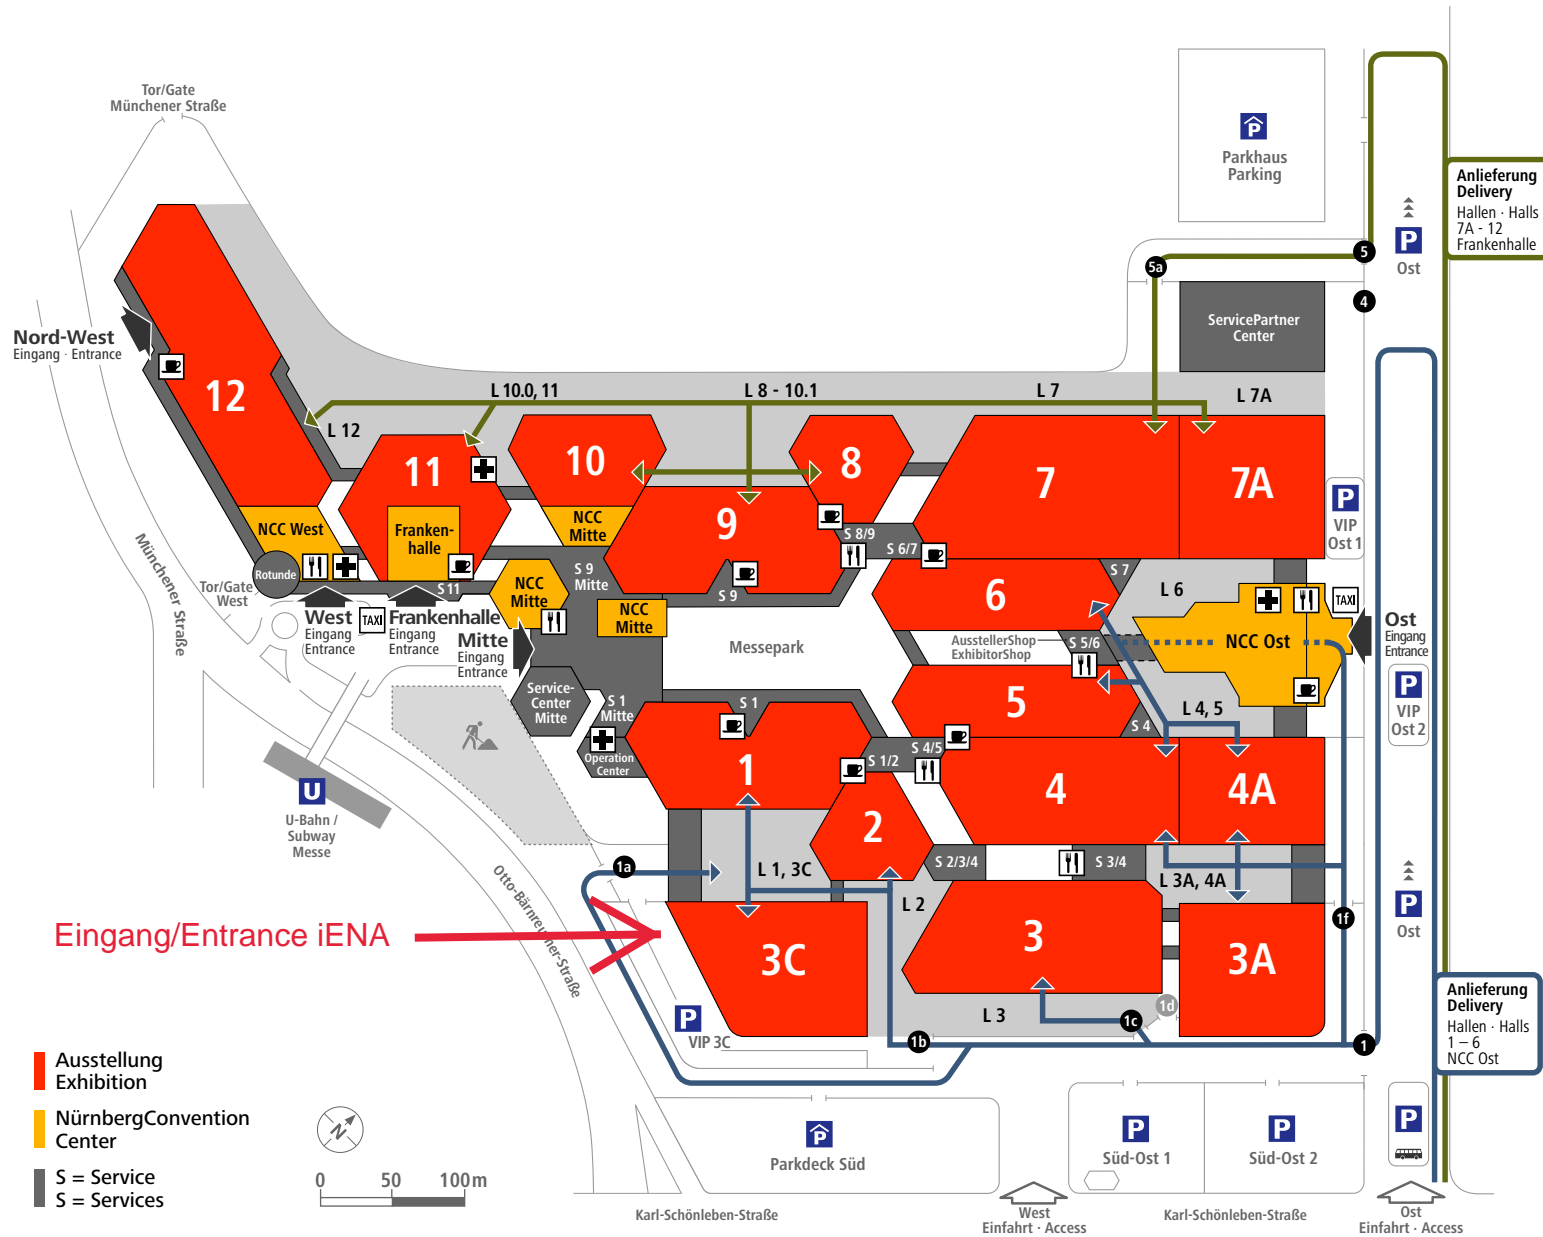 Tor/Gate
Münchener Straße
P
Parkhaus
Parking
Anlieferung
Delivery
Hallen · Halls
7A - 12
Frankenhalle
P
Ost
5
5a
4
ServicePartner
Center
Nord-West
Eingang · Entrance
12
L 10.0, 11
L 8 - 10.1
L 7
L 7A
L 12
11
10
8
7
7A
9
P
VIP
Ost 1
NCC West
Franken-
halle
NCC
Mitte
S 8/9
S 6/7
Rotunde
S 11
S 9
Mitte
S 9
NCC
Mitte
NCC
Mitte
6
S 7
L 6
TAXI
Münchener Straße
Tor/Gate
West
West
Eingang
Entrance
TAXI
Frankenhalle
Eingang
Entrance
Mitte
Eingang
Entrance
Messepark
AusstellerShop
ExhibitorShop
S 5/6
NCC Ost
Ost
Eingang
Entrance
P
VIP
Ost 2
Service-
Center
Mitte
S 1
Mitte
S 1
5
S 4
L 4, 5
Operation
Center
1
S 1/2
S 4/5
4
4A
U
U-Bahn /
Subway
Messe
2
1a
L 1, 3C
S 2/3/4
S 3/4
L 3A, 4A
L 2
P
Ost
1f
Otto-Bärnreuther-Straße
Eingang/Entrance iENA
3C
3
3A
P
VIP 3C
L 3
1d
1c
1b
1
Anlieferung
Delivery
Hallen · Halls
1 – 6
NCC Ost
Ausstellung
Exhibition
NürnbergConvention
Center
S = Service
S = Services
N
0 50 100 m
P
Parkdeck Süd
P
Süd-Ost 1
P
Süd-Ost 2
P
Karl-Schönleben-Straße
West
Einfahrt · Access
Karl-Schönleben-Straße
Ost
Einfahrt · Access